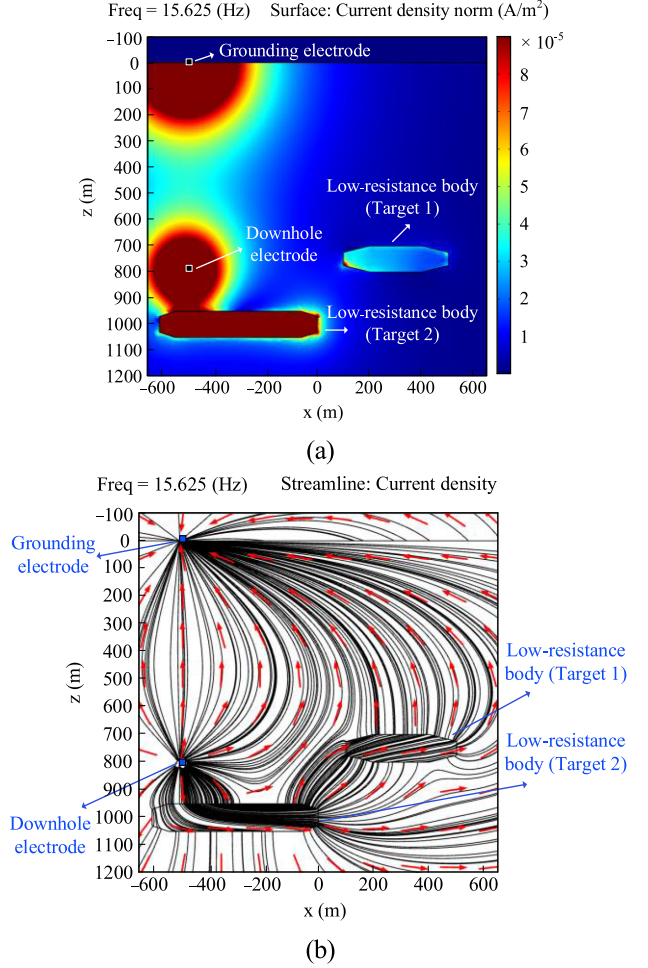 Freq = 15.625 (Hz) Surface: Current density norm (A/m²)
−100
0
100
200
300
400
500
600
700
800
900
1000
1100
1200
z (m)
Grounding electrode
Low-resistance body
(Target 1)
Downhole
electrode
Low-resistance body
(Target 2)
× 10⁻⁵
8
7
6
5
4
3
2
1
−600 −400 −200 0 200 400 600
x (m)
(a)
Freq = 15.625 (Hz) Streamline: Current density
−100
0
100
200
300
400
500
600
700
800
900
1000
1100
1200
z (m)
Grounding
electrode
Low-resistance
body (Target 1)
Low-resistance
body (Target 2)
Downhole
electrode
−600 −400 −200 0 200 400 600
x (m)
(b)